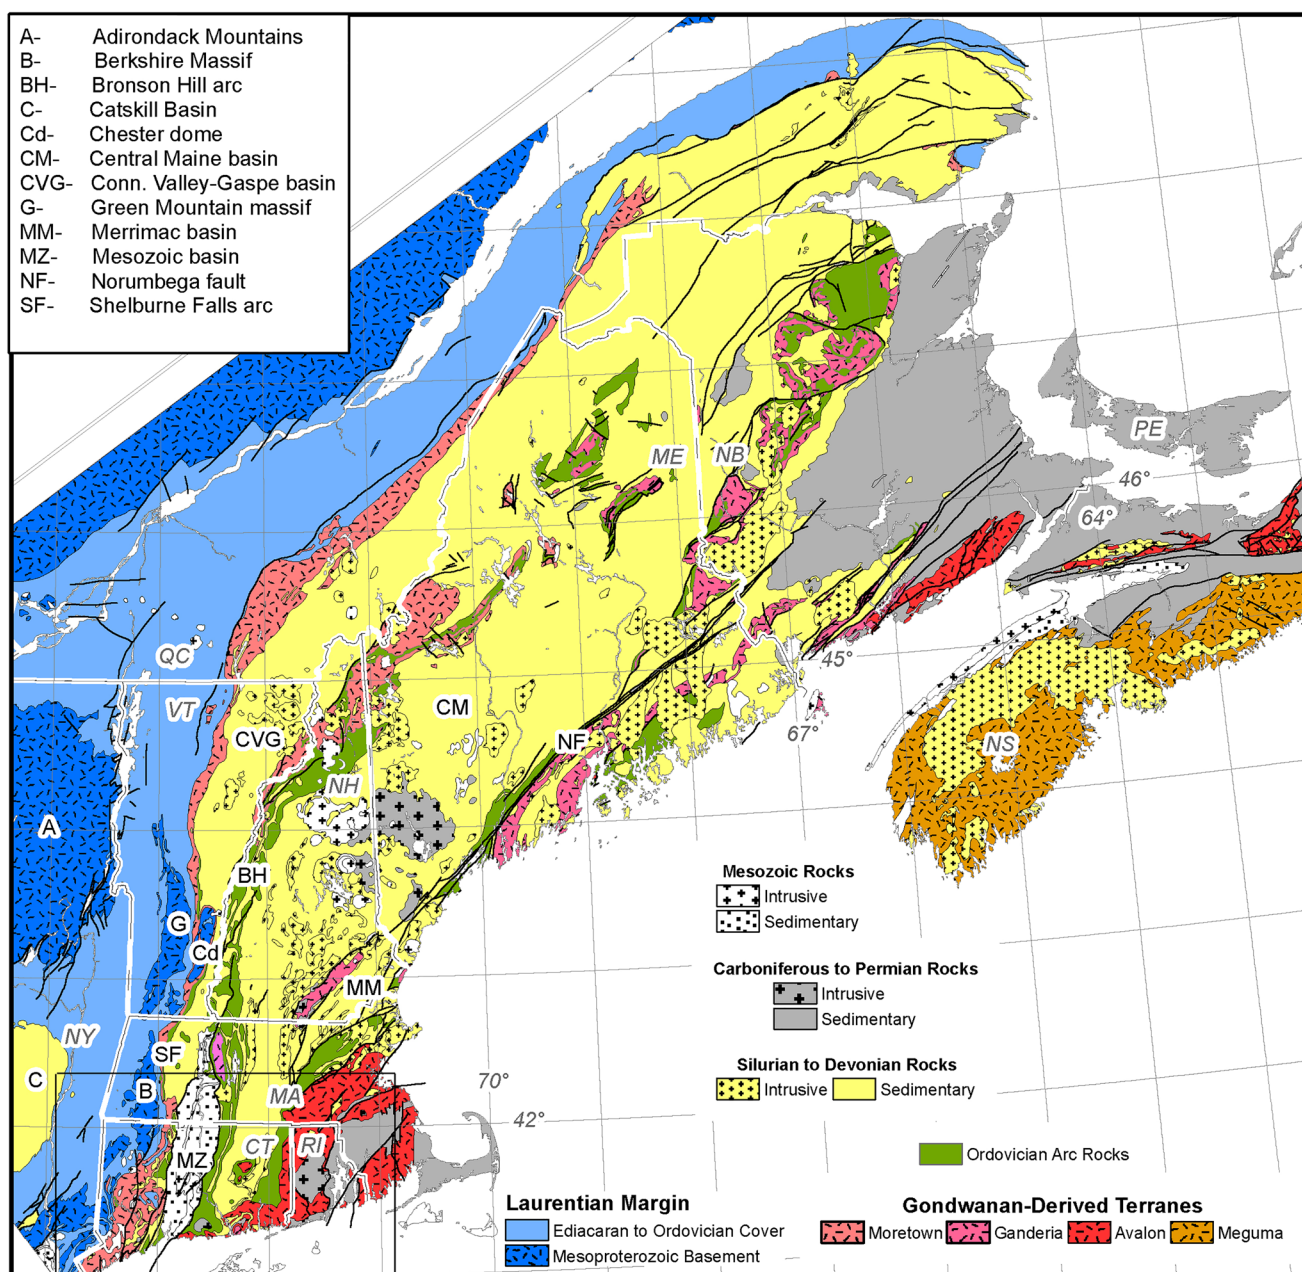 A- Adirondack Mountains
B- Berkshire Massif
BH- Bronson Hill arc
C- Catskill Basin
Cd- Chester dome
CM- Central Maine basin
CVG- Conn. Valley-Gaspe basin
G- Green Mountain massif
MM- Merrimac basin
MZ- Mesozoic basin
NF- Norumbega fault
SF- Shelburne Falls arc
PE
ME
NB
46°
64°
QC
45°
VT
CM
CVG
67°
NF
NS
NH
A
BH
G
Cd
MM
NY
SF
C
B
MA
70°
42°
CT
RI
MZ
Mesozoic Rocks
Intrusive
Sedimentary
Carboniferous to Permian Rocks
Intrusive
Sedimentary
Silurian to Devonian Rocks
Intrusive Sedimentary
Ordovician Arc Rocks
Laurentian Margin
Ediacaran to Ordovician Cover
Mesoproterozoic Basement
Gondwanan-Derived Terranes
Moretown Ganderia Avalon Meguma